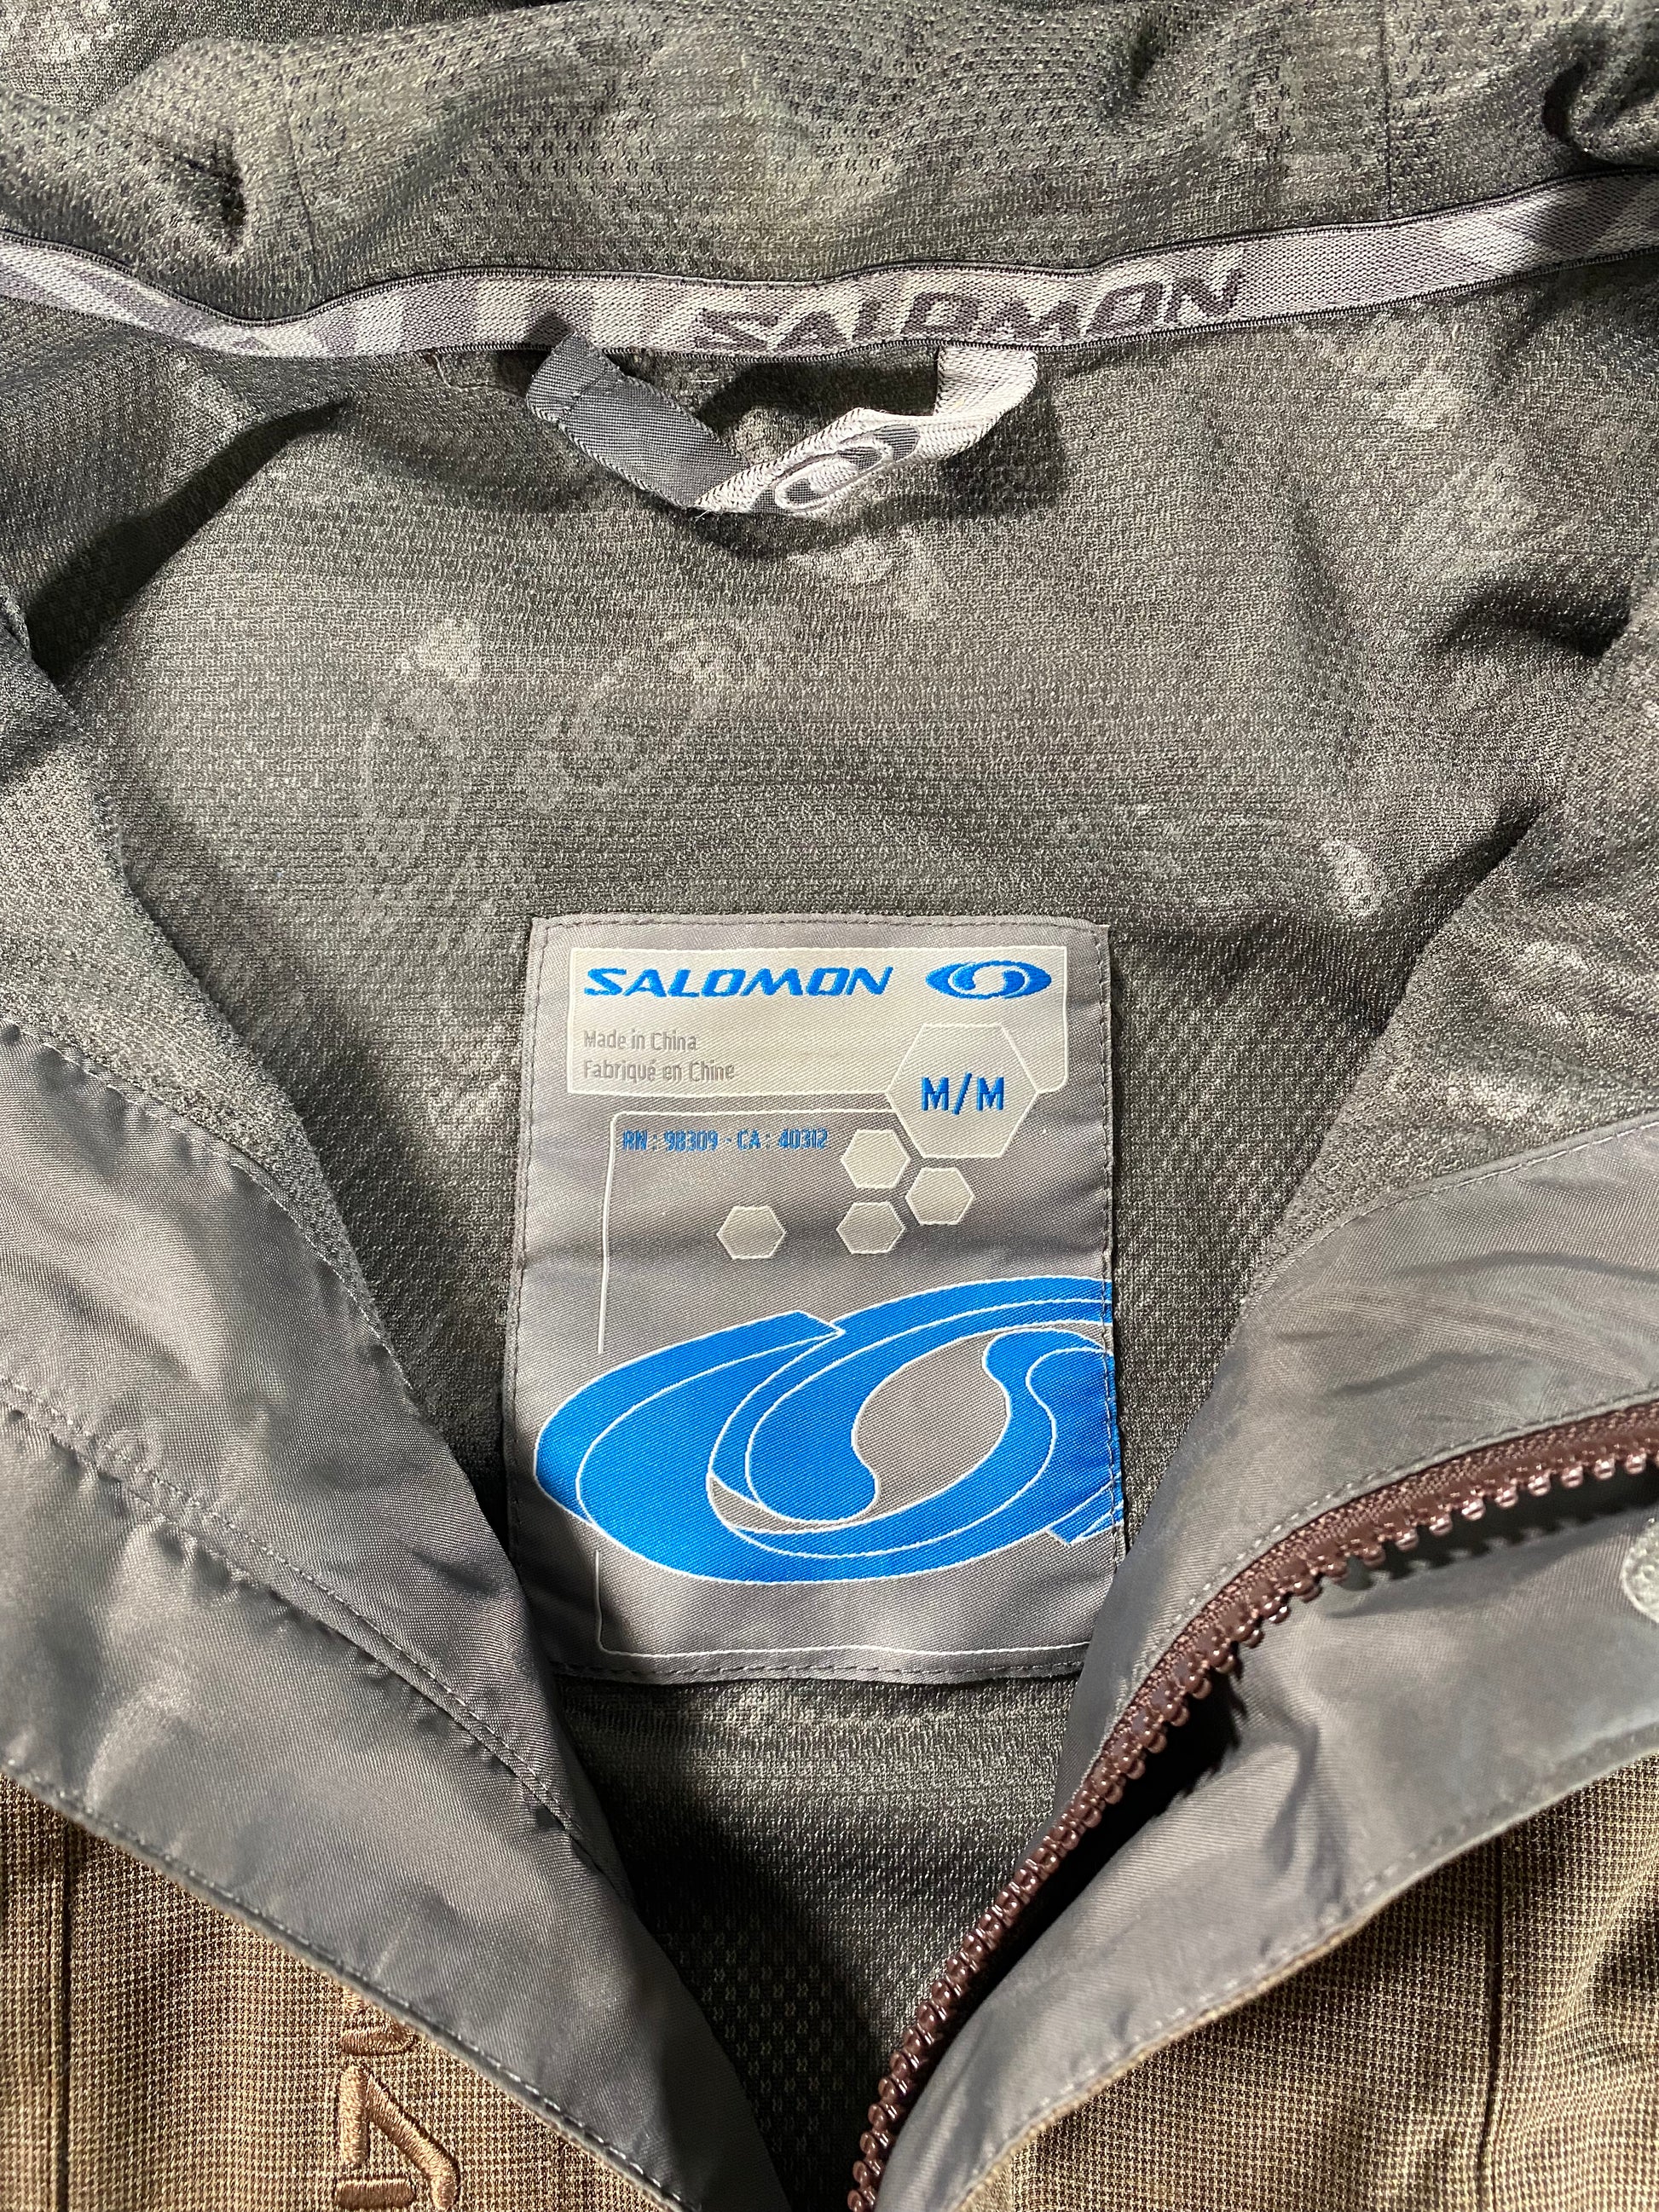 SALOMON
SALOMON
Made in China
Fabriqué en Chine
M/M
RN : 98309 - CA : 40312